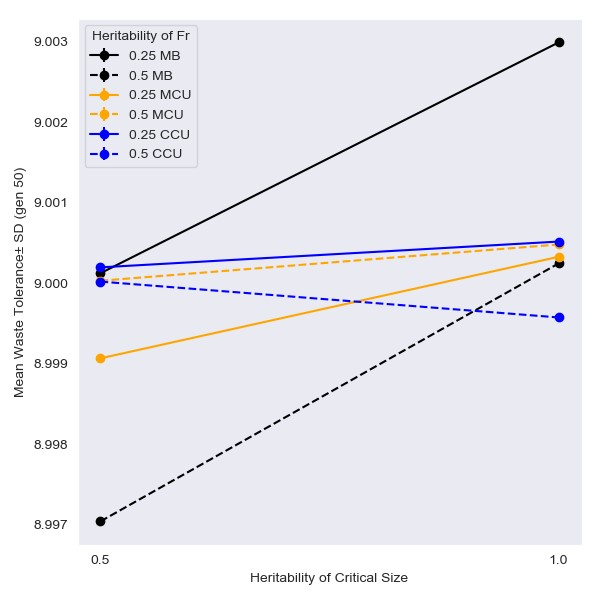 Heritability of Fr
0.25 MB
0.5 MB
0.25 MCU
0.5 MCU
0.25 CCU
0.5 CCU
9.003
9.002
9.001
9.000
8.999
8.998
8.997
Mean Waste Tolerance± SD (gen 50)
0.5
1.0
Heritability of Critical Size